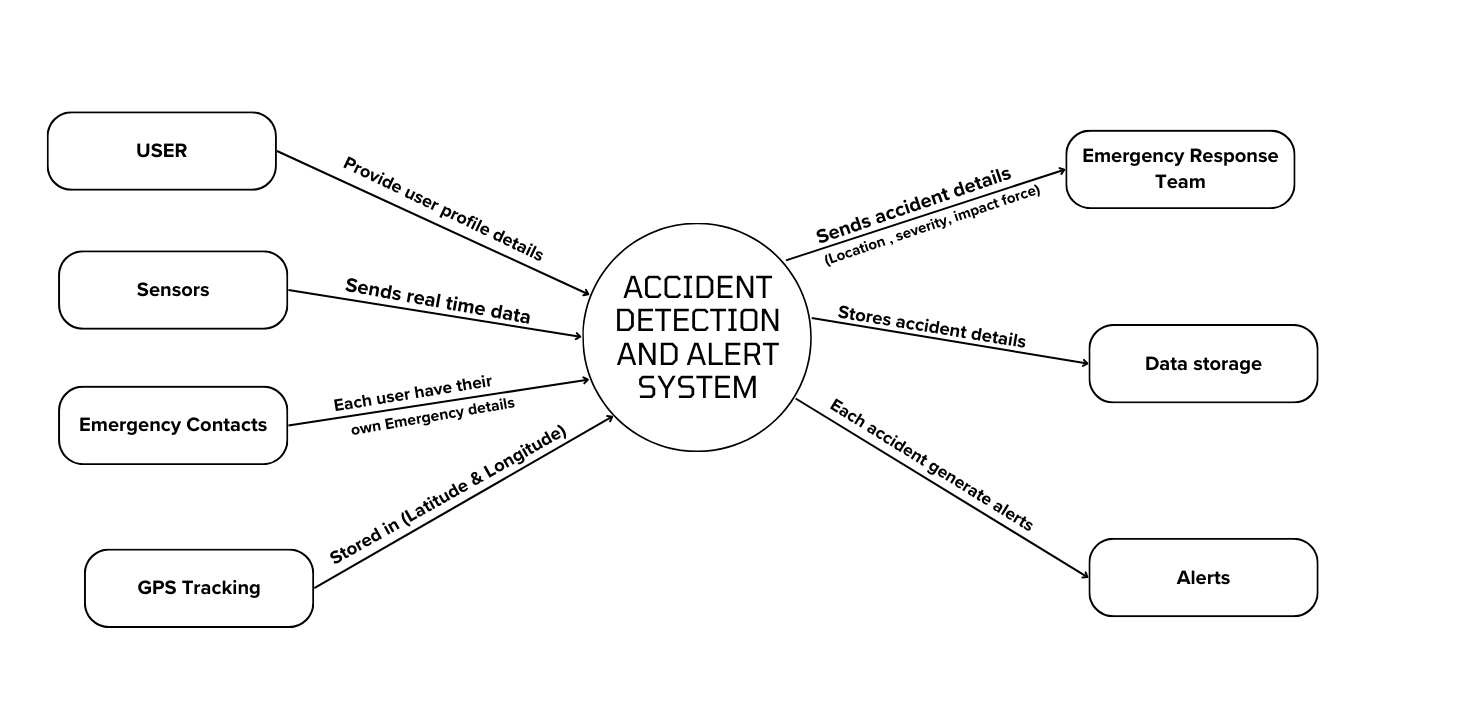 USER
Provide user profile details
Sensors
Sends real time data
Emergency Contacts
Each user have their
own Emergency details
GPS Tracking
Stored in (Latitude & Longitude)
ACCIDENT
DETECTION
AND ALERT
SYSTEM
Sends accident details
(Location , severity, impact force)
Emergency Response
Team
Stores accident details
Data storage
Each accident generate alerts
Alerts